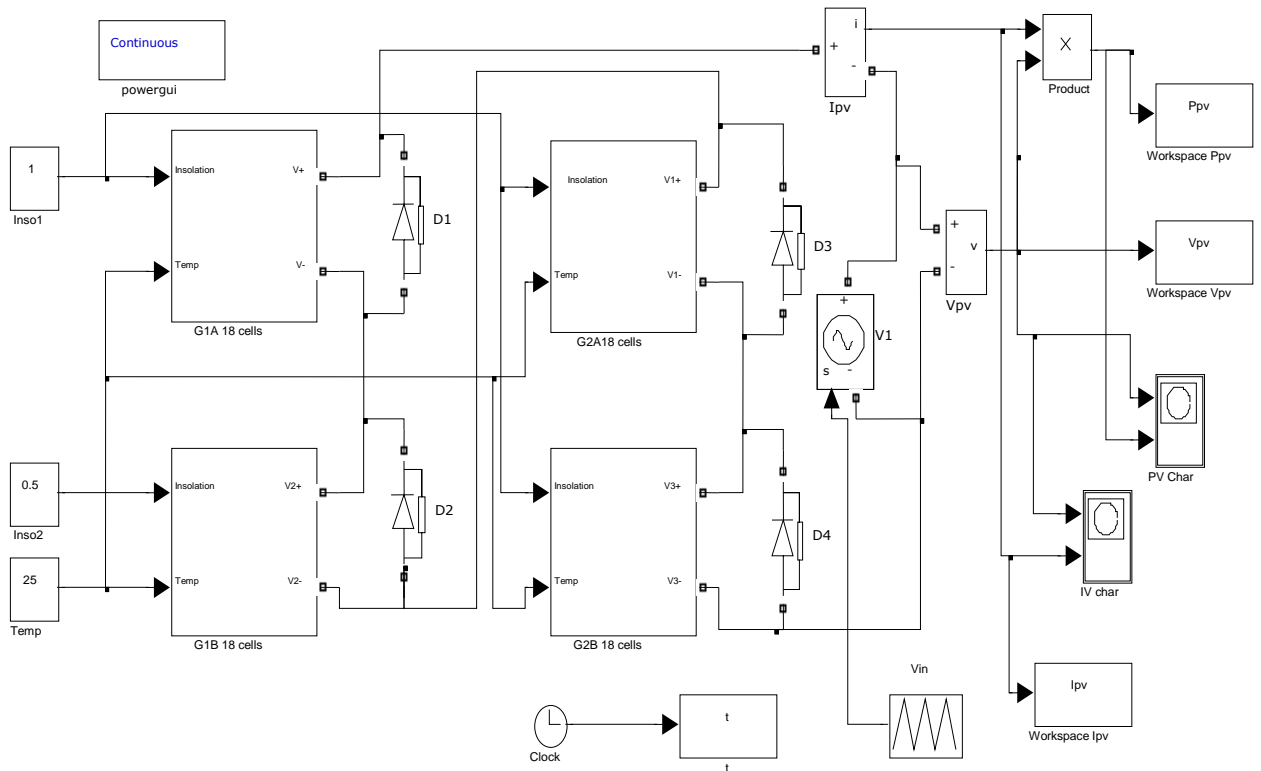 Continuous
powergui
1
Inso1
Insolation
V+
Temp
V-
G1A 18 cells
D1
Insolation
V1+
Temp
V1-
G2A18 cells
D3
i
+
-
Ipv
X
Product
Ppv
Workspace Ppv
+
v
-
Vpv
Vpv
Workspace Vpv
+
s
-
V1
PV Char
0.5
Inso2
25
Temp
Insolation
V2+
Temp
V2-
G1B 18 cells
D2
Insolation
V3+
Temp
V3-
G2B 18 cells
D4
IV char
Ipv
Workspace Ipv
Vin
Clock
t
t